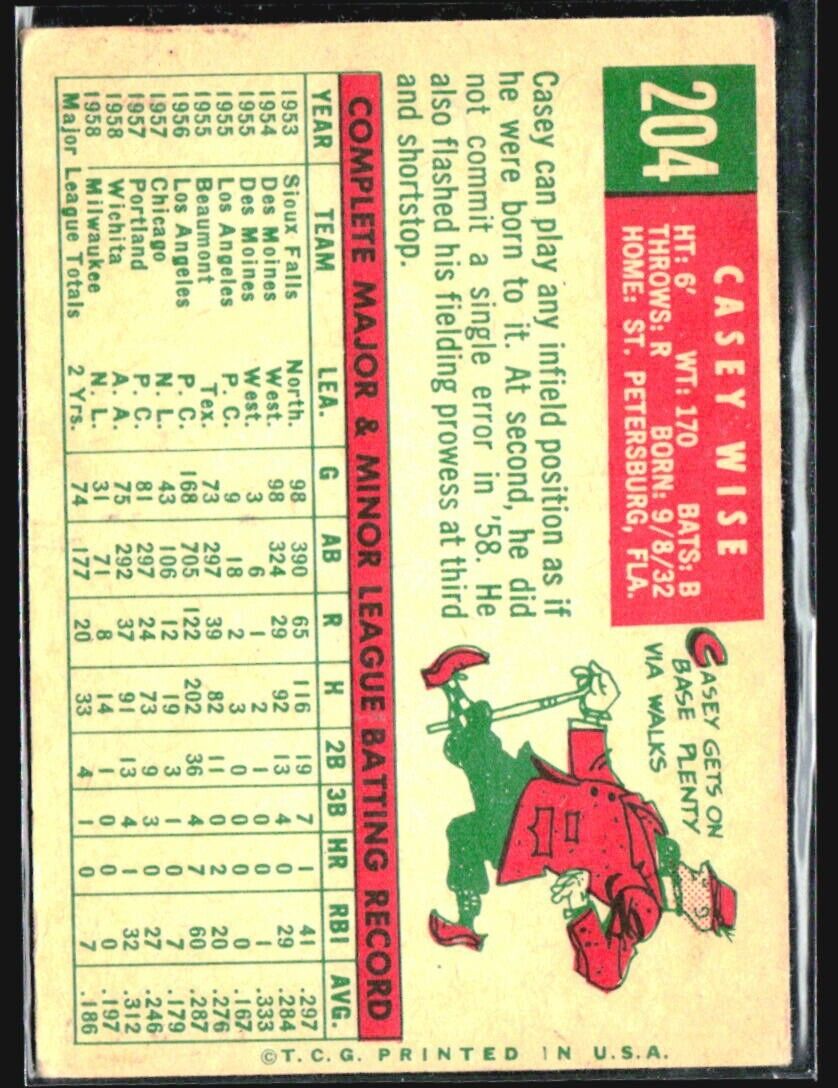 204
CASEY WISE
HT: 6' WT: 170 BATS: B
THROWS: R BORN: 9/8/32
HOME: ST. PETERSBURG, FLA.
CASEY GETS ON
BASE PLENTY
VIA WALKS
Casey can play any infield position as if
he were born to it. At second, he did
not commit a single error in '58. He
also flashed his fielding prowess at third
and shortstop.
COMPLETE MAJOR & MINOR LEAGUE BATTING RECORD
YEAR TEAM LEA. G AB R H 2B 3B HR RBI AVG.
1953 Sioux Falls North. 98 390 65 116 19 7 1 41 .297
1954 Des Moines West. 98 324 29 92 13 4 0 29 .284
1955 Des Moines West. 3 6 1 2 1 0 0 1 .333
1955 Los Angeles P. C. 9 18 2 3 0 0 0 0 .167
1955 Beaumont Tex. 73 297 39 82 11 0 2 20 .276
1956 Los Angeles P. C. 168 705 122 202 36 4 7 60 .287
1957 Chicago N. L. 43 106 12 19 3 1 0 7 .179
1957 Portland P. C. 81 297 24 73 9 3 0 27 .246
1958 Wichita A. A. 75 292 37 91 13 4 1 32 .312
1958 Milwaukee N. L. 31 71 8 14 1 0 0 0 .197
Major League Totals 2 Yrs. 74 177 20 33 4 1 0 7 .186
©T.C.G. PRINTED IN U.S.A.